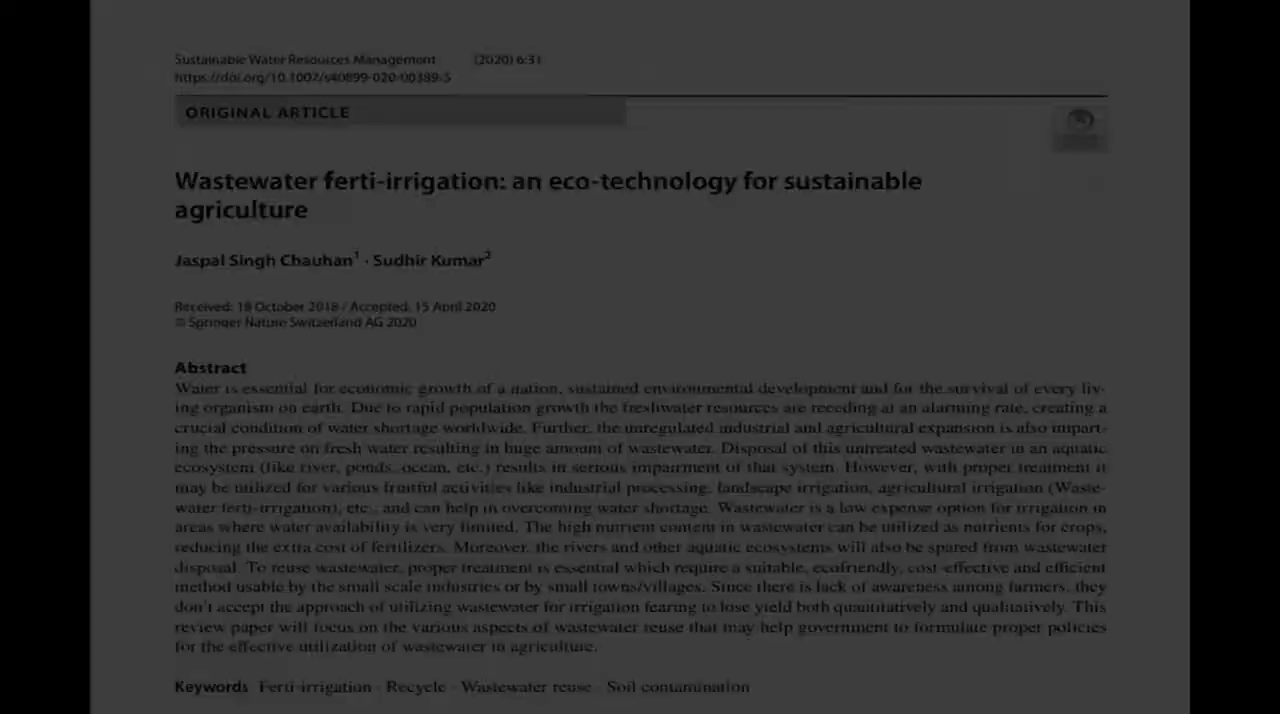 Sustainable Water Resources Management (2020) 6:31
https://doi.org/10.1007/s40899-020-00389-5
ORIGINAL ARTICLE
Wastewater ferti-irrigation: an eco-technology for sustainable
agriculture
Jaspal Singh Chauhan1 · Sudhir Kumar2
Received: 18 October 2018 / Accepted: 15 April 2020
© Springer Nature Switzerland AG 2020
Abstract
Water is essential for economic growth of a nation, sustained environmental development and for the survival of every liv-
ing organism on earth. Due to rapid population growth the freshwater resources are receding at an alarming rate, creating a
crucial condition of water shortage worldwide. Further, the unregulated industrial and agricultural expansion is also impart-
ing the pressure on fresh water resulting in huge amount of wastewater. Disposal of this untreated wastewater in an aquatic
ecosystem (like river, ponds, ocean, etc.) results in serious impairment of that system. However, with proper treatment it
may be utilized for various fruitful activities like industrial processing, landscape irrigation, agricultural irrigation (Waste-
water ferti-irrigation), etc., and can help in overcoming water shortage. Wastewater is a low expense option for irrigation in
areas where water availability is very limited. The high nutrient content in wastewater can be utilized as nutrients for crops,
reducing the extra cost of fertilizers. Moreover, the rivers and other aquatic ecosystems will also be spared from wastewater
disposal. To reuse wastewater, proper treatment is essential which require a suitable, ecofriendly, cost-effective and efficient
method usable by the small scale industries or by small towns/villages. Since there is lack of awareness among farmers, they
don't accept the approach of utilizing wastewater for irrigation fearing to lose yield both quantitatively and qualitatively. This
review paper will focus on the various aspects of wastewater reuse that may help government to formulate proper policies
for the effective utilization of wastewater in agriculture.
Keywords Ferti-irrigation · Recycle · Wastewater reuse · Soil contamination